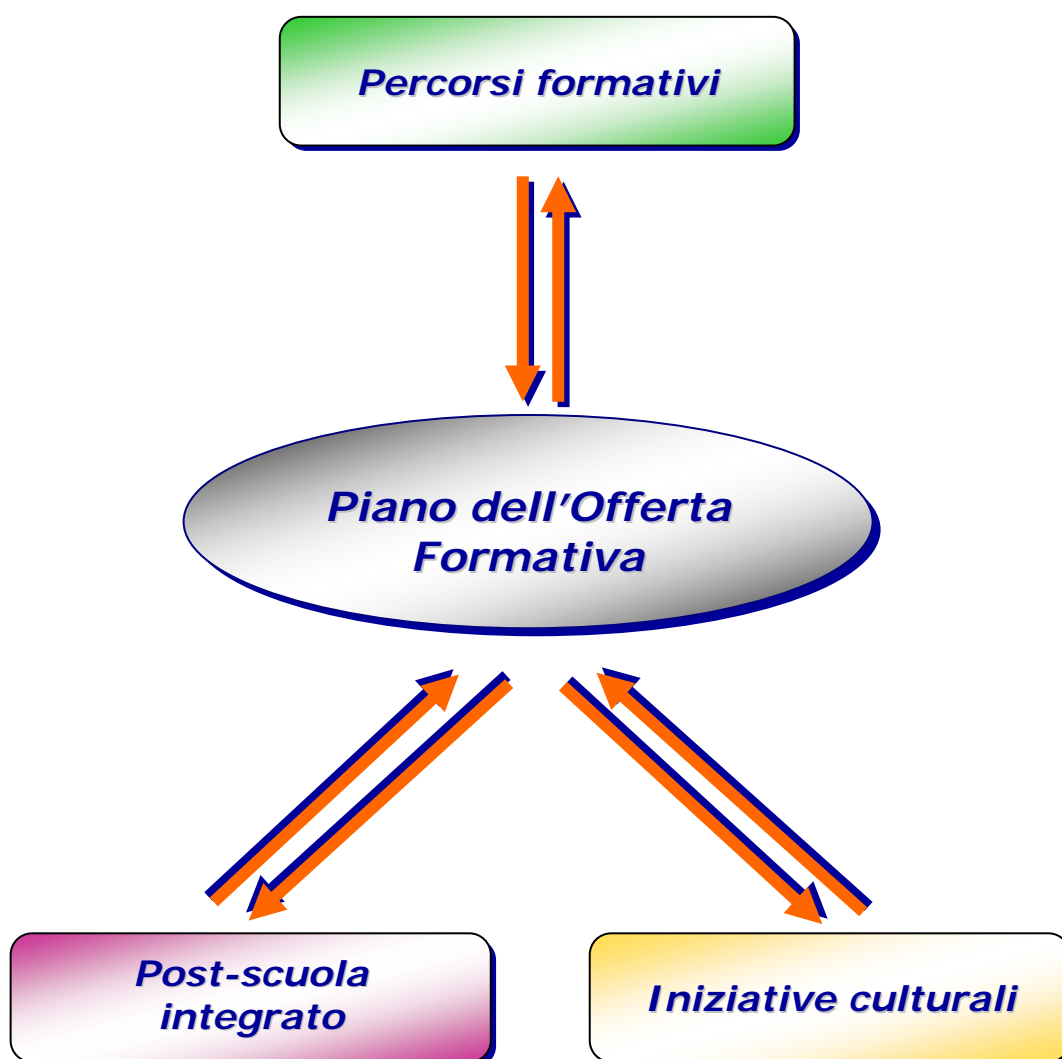 Percorsi formativi
Piano dell’Offerta
Formativa
Post-scuola
integrato
Iniziative culturali